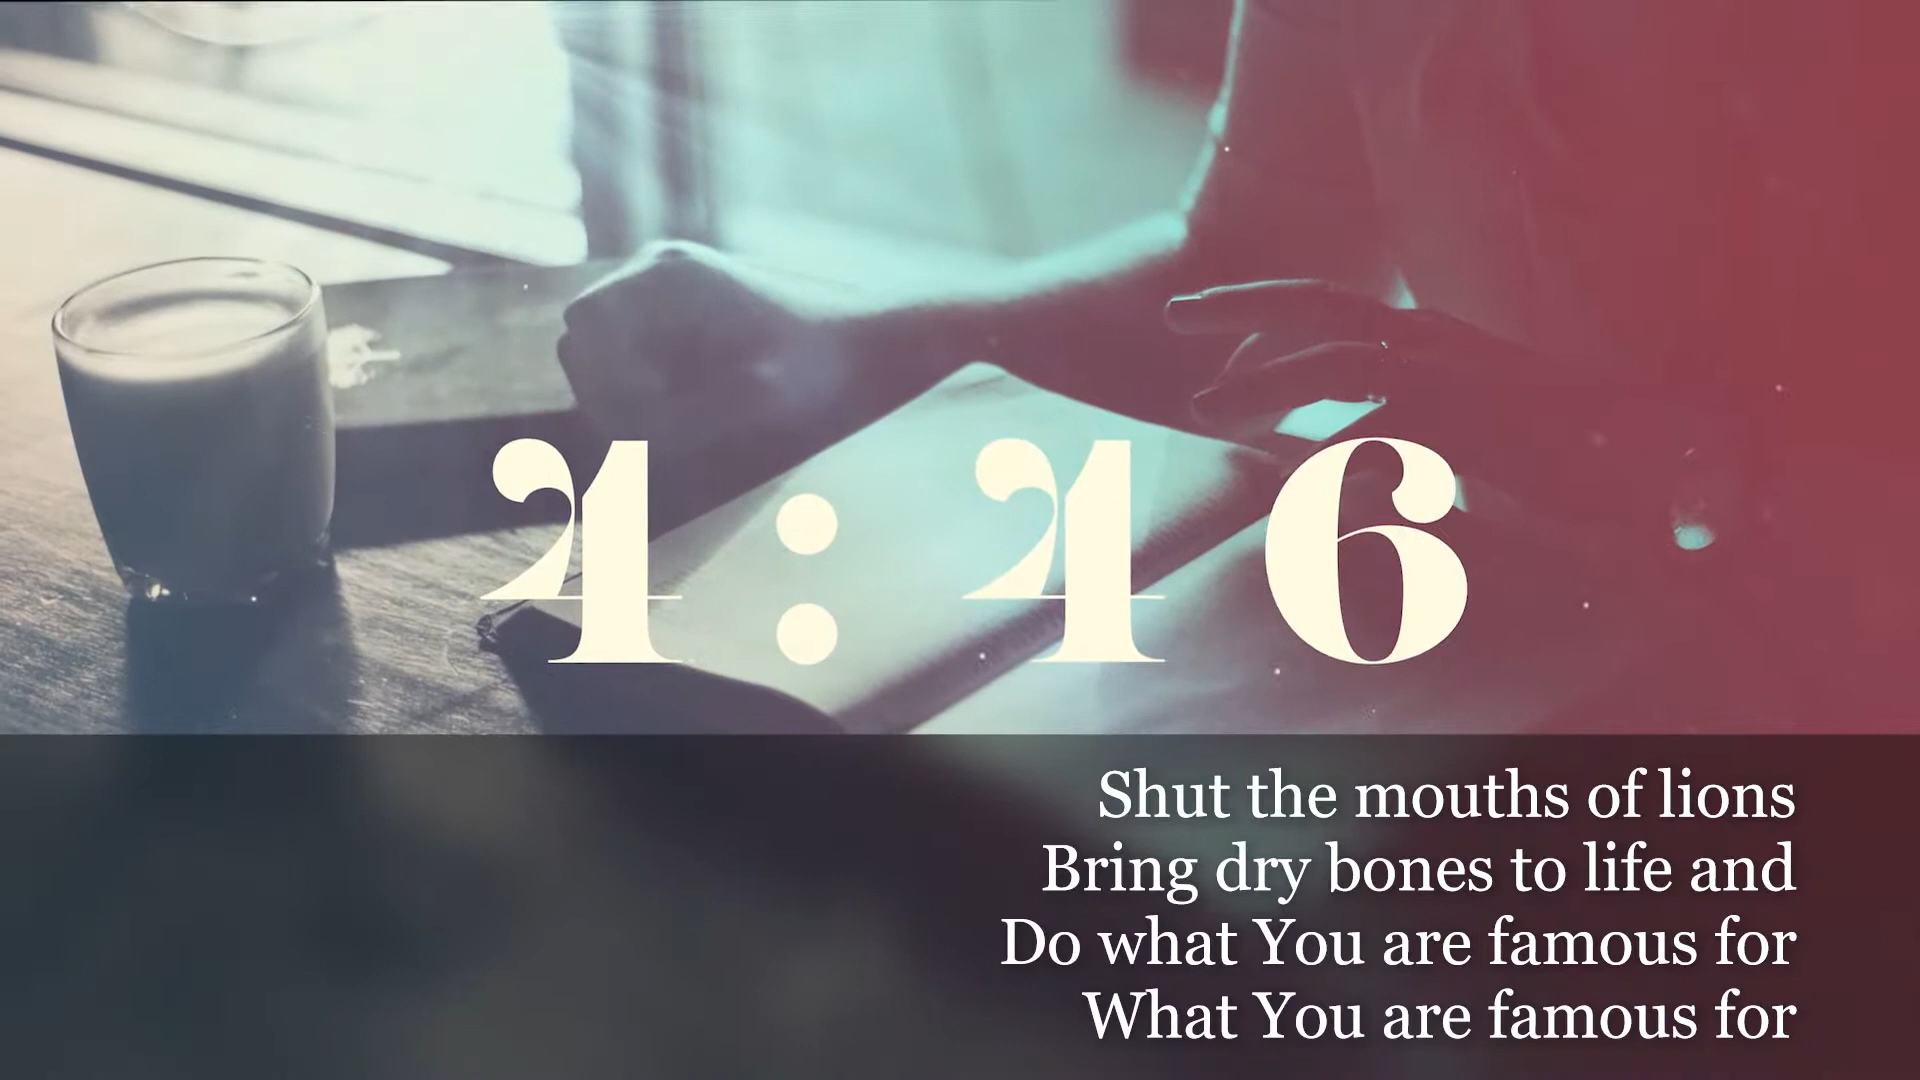 4:46
Shut the mouths of lions
Bring dry bones to life and
Do what You are famous for
What You are famous for